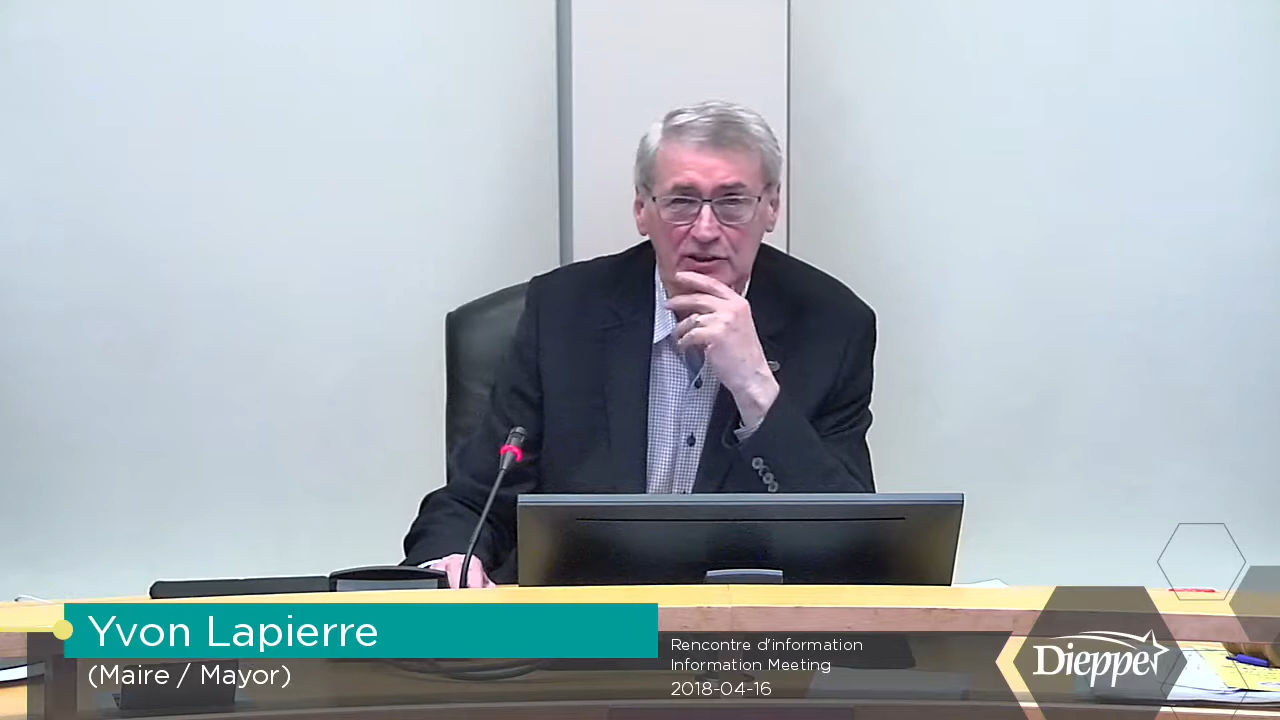 Yvon Lapierre
(Maire / Mayor)
Rencontre d'information
Information Meeting
2018-04-16
Dieppe